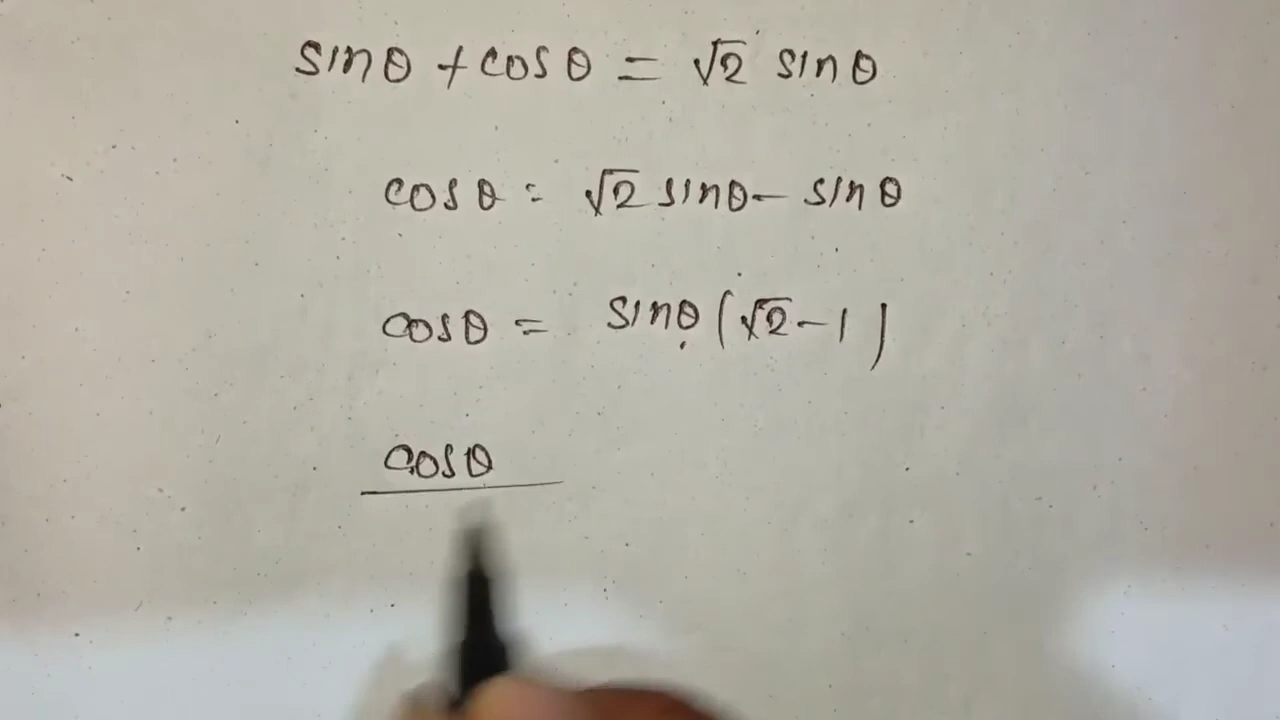 sinθ + cosθ = √2 sinθ
cosθ = √2 sinθ - sinθ
cosθ = sinθ (√2 - 1)
cosθ